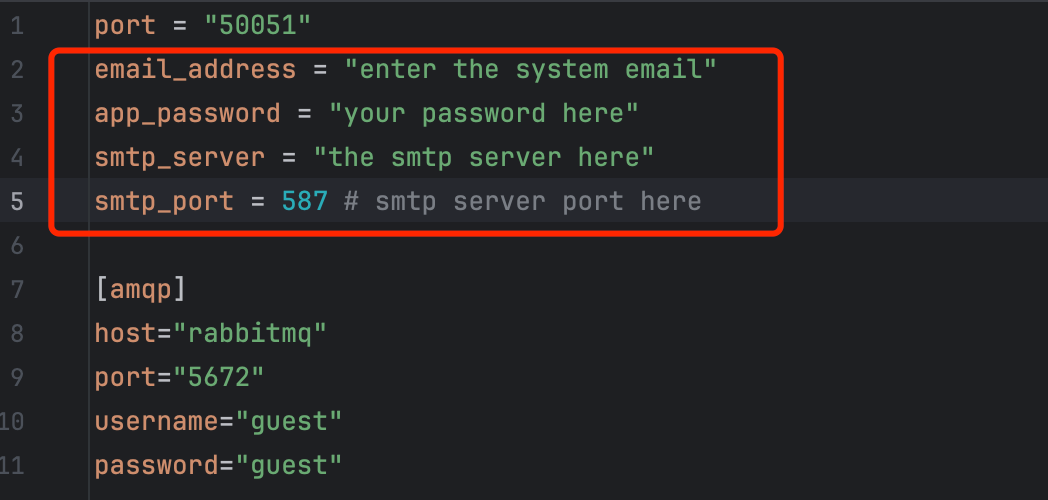 1 port = "50051"
2 email_address = "enter the system email"
3 app_password = "your password here"
4 smtp_server = "the smtp server here"
5 smtp_port = 587 # smtp server port here
6
7 [amqp]
8 host="rabbitmq"
9 port="5672"
10 username="guest"
11 password="guest"